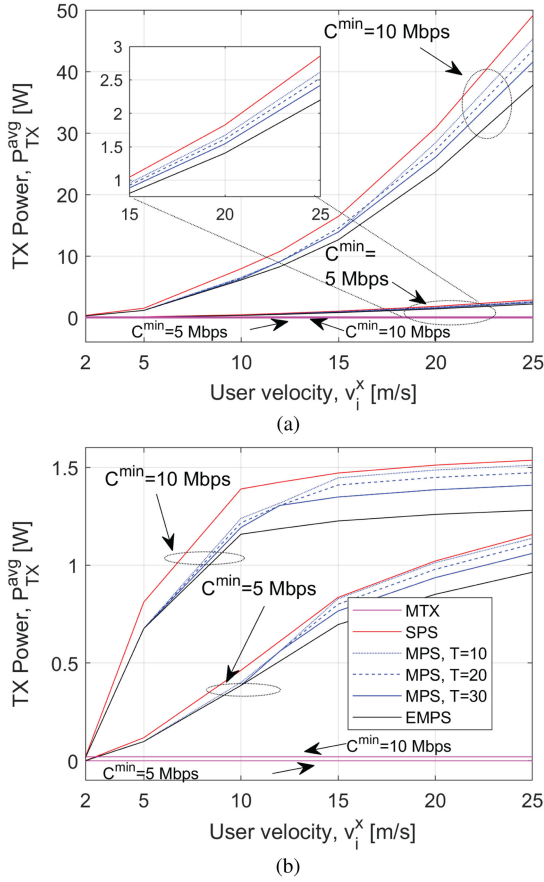 C^min=10 Mbps
50
40
30
20
10
0
TX Power, P_TX^avg [W]
3
2.5
2
1.5
1
15 20 25
C^min=
5 Mbps
C^min=5 Mbps C^min=10 Mbps
2 5 10 15 20 25
User velocity, v_i^x [m/s]
(a)
1.5
1
0.5
0
TX Power, P_TX^avg [W]
C^min=10 Mbps
C^min=5 Mbps
MTX
SPS
MPS, T=10
MPS, T=20
MPS, T=30
EMPS
C^min=10 Mbps
C^min=5 Mbps
2 5 10 15 20 25
User velocity, v_i^x [m/s]
(b)